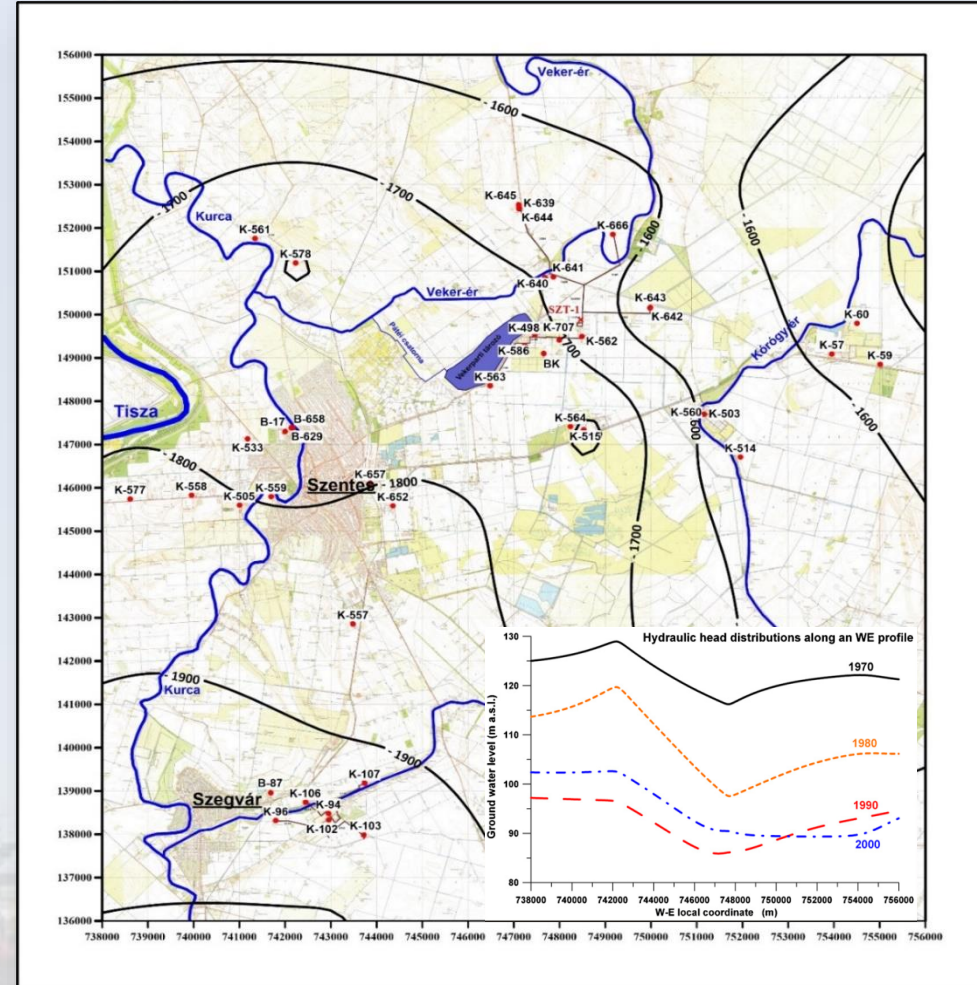 156000
155000
154000
153000
152000
151000
150000
149000
148000
147000
146000
145000
144000
143000
142000
141000
140000
139000
138000
137000
136000
Veker-ér
- 1600
- 1700
- 1700
Kurca
K-645
K-639
K-644
K-561
K-666
- 1600
- 1600
K-578
K-641
K-640
Veker-ér
K-643
K-642
SZT-1
Kórógy-ér
K-60
K-498
K-707
K-562
1700
K-57
K-59
K-586
BK
K-563
- 1600
Tisza
B-17
B-658
B-629
K-533
K-564
K-515
K-560
K-503
K-514
- 1800
K-577
K-558
K-505
K-559
K-657
Szentes
- 1800
K-652
- 1700
K-557
- 1900
Kurca
- 1900
B-87
K-106
K-107
Szegvár
K-96
K-94
K-102
K-103
Hydraulic head distributions along an WE profile
Ground water level (m a.s.l.)
130
120
110
100
90
80
1970
1980
1990
2000
738000 740000 742000 744000 746000 748000 750000 752000 754000 756000
W-E local coordinate (m)
738000 739000 740000 741000 742000 743000 744000 745000 746000 747000 748000 749000 750000 751000 752000 753000 754000 755000 756000